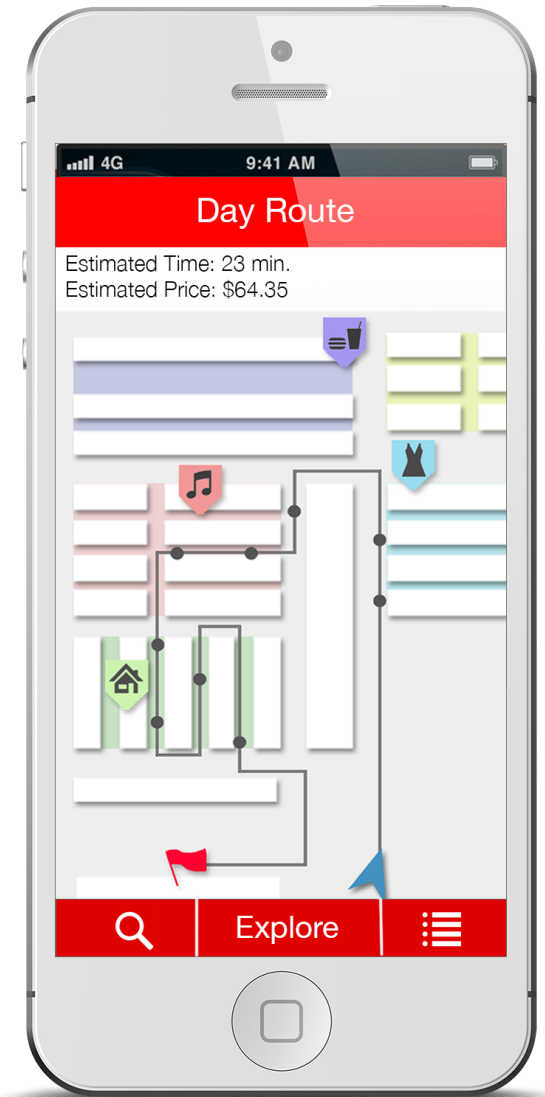 4G 9:41 AM
Day Route
Estimated Time: 23 min.
Estimated Price: $64.35
Explore